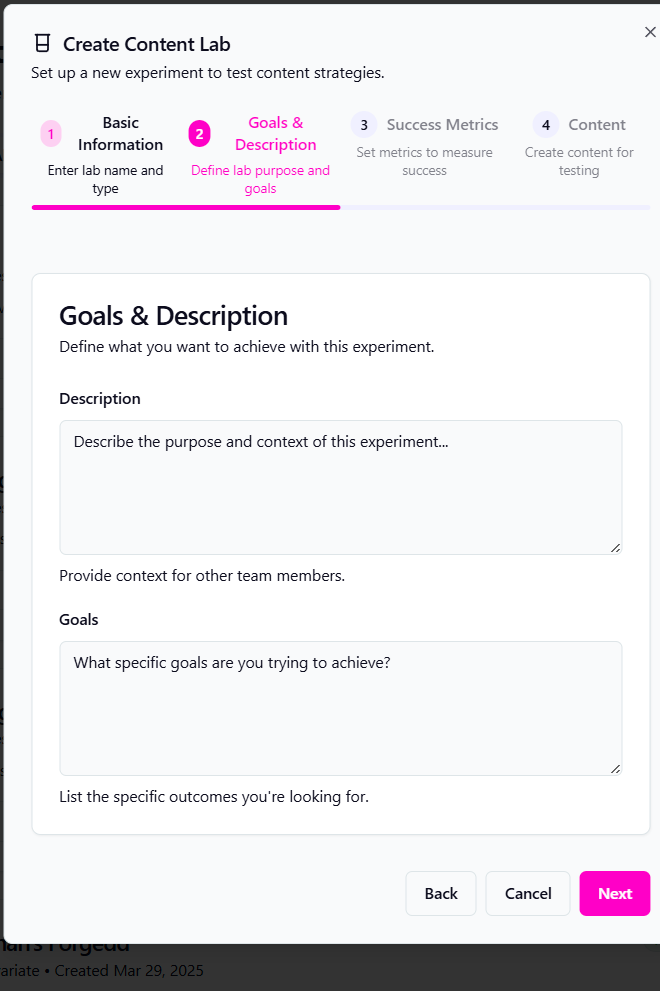 Create Content Lab
Set up a new experiment to test content strategies.
1
Basic
Information
Enter lab name and
type
2
Goals &
Description
Define lab purpose and
goals
3
Success Metrics
Set metrics to measure
success
4
Content
Create content for
testing
Goals & Description
Define what you want to achieve with this experiment.
Description
Describe the purpose and context of this experiment...
Provide context for other team members.
Goals
What specific goals are you trying to achieve?
List the specific outcomes you're looking for.
Back
Cancel
Next
• Created Mar 29, 2025